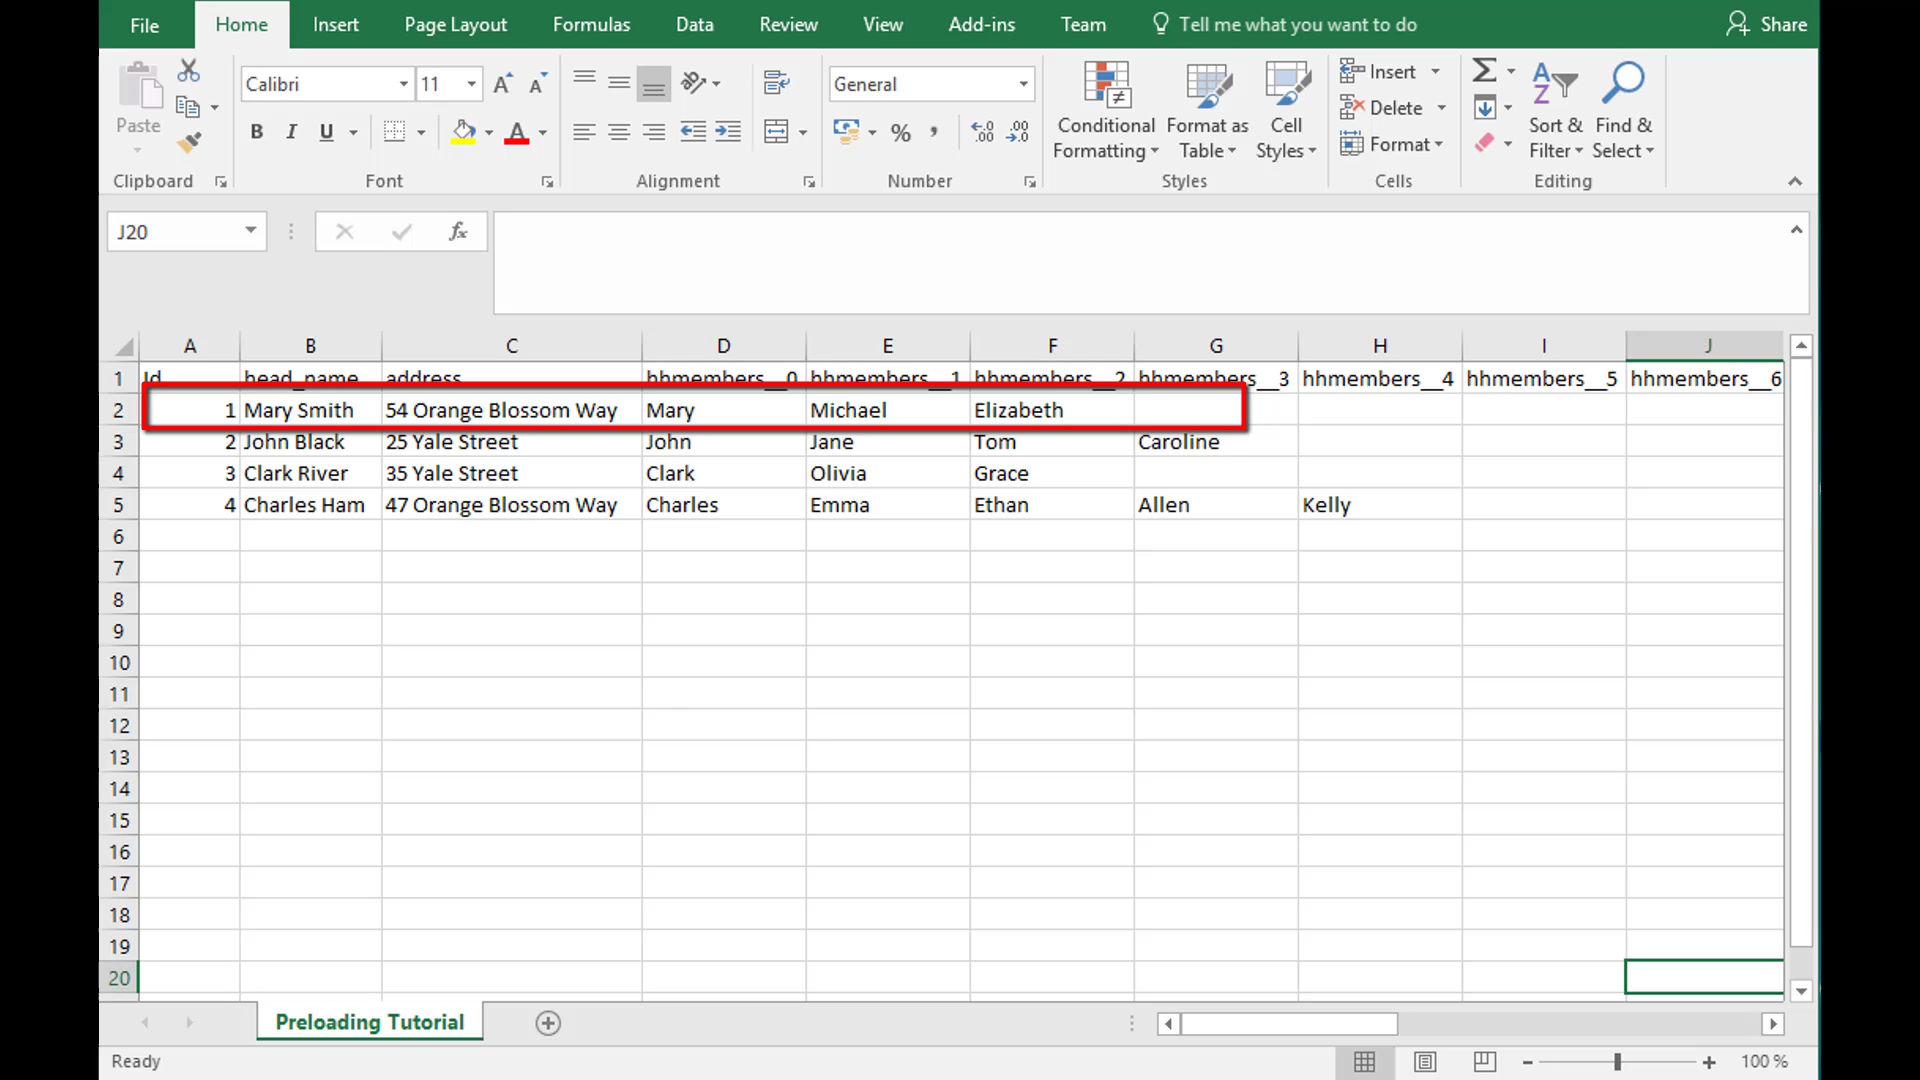 File Home Insert Page Layout Formulas Data Review View Add-ins Team Tell me what you want to do Share
Paste
Clipboard
Calibri 11
B I U
Font
Alignment
General
% ,
Number
Conditional Formatting
Format as Table
Cell Styles
Styles
Insert
Delete
Format
Cells
Sort & Filter
Find & Select
Editing
J20 fx
A B C D E F G H I J
1 Id head_name address hhmembers__0 hhmembers__1 hhmembers__2 hhmembers__3 hhmembers__4 hhmembers__5 hhmembers__6
2 1 Mary Smith 54 Orange Blossom Way Mary Michael Elizabeth
3 2 John Black 25 Yale Street John Jane Tom Caroline
4 3 Clark River 35 Yale Street Clark Olivia Grace
5 4 Charles Ham 47 Orange Blossom Way Charles Emma Ethan Allen Kelly
6
7
8
9
10
11
12
13
14
15
16
17
18
19
20
Preloading Tutorial
Ready 100 %